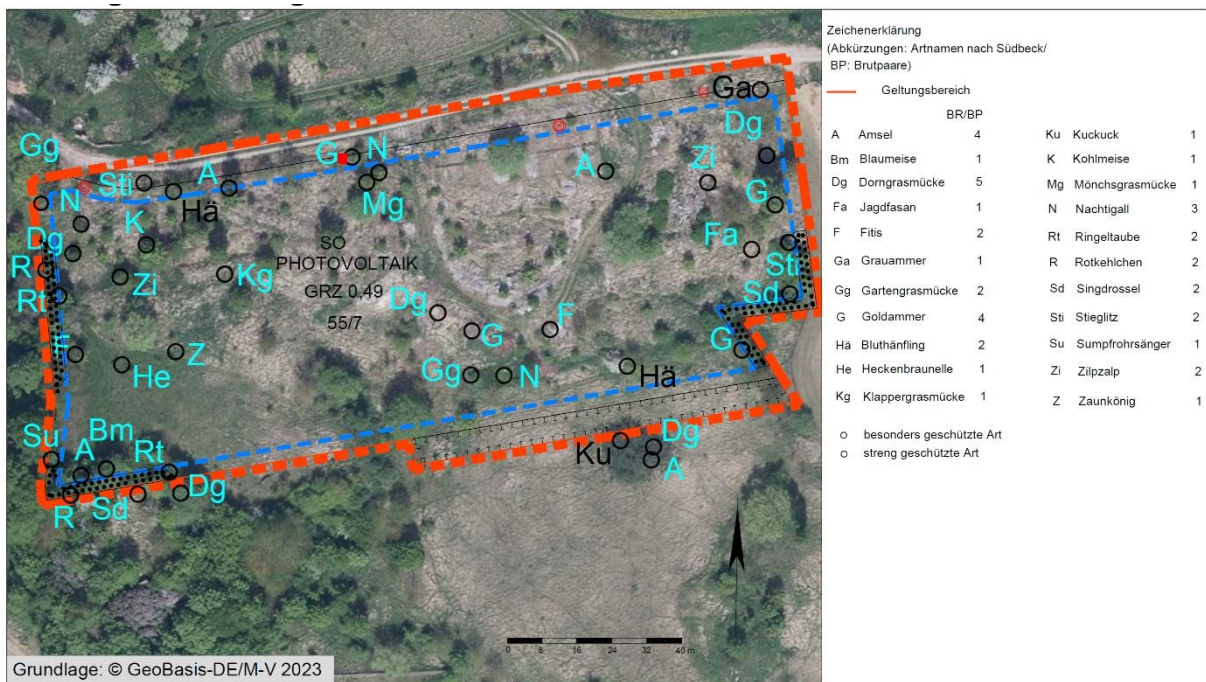 Zeichenerklärung
(Abkürzungen: Artnamen nach Südbeck/
BP: Brutpaare)
Geltungsbereich
BR/BP
A Amsel 4
Bm Blaumeise 1
Dg Dorngrasmücke 5
Fa Jagdfasan 1
F Fitis 2
Ga Grauammer 1
Gg Gartengrasmücke 2
G Goldammer 4
Hä Bluthänfling 2
He Heckenbraunelle 1
Kg Klappergrasmücke 1
Ku Kuckuck 1
K Kohlmeise 1
Mg Mönchsgrasmücke 1
N Nachtigall 3
Rt Ringeltaube 2
R Rotkehlchen 2
Sd Singdrossel 2
Sti Stieglitz 2
Su Sumpfrohrsänger 1
Zi Zilpzalp 2
Z Zaunkönig 1
besonders geschützte Art
streng geschützte Art
Ga
Dg
Gg
G N
A
Sti A
Zi
Hä
Mg
G
N
K
Dg
Fa
Sti
SO
PHOTOVOLTAIK
GRZ 0,49
55/7
R
Zi
Kg
Rt
Sd
Dg
G
F
G
F
Z
He
Gg
N
Hä
Su
A
Bm
Rt
Ku
Dg
A
R
Sd
Dg
0 8 16 24 32 40 m
Grundlage: © GeoBasis-DE/M-V 2023